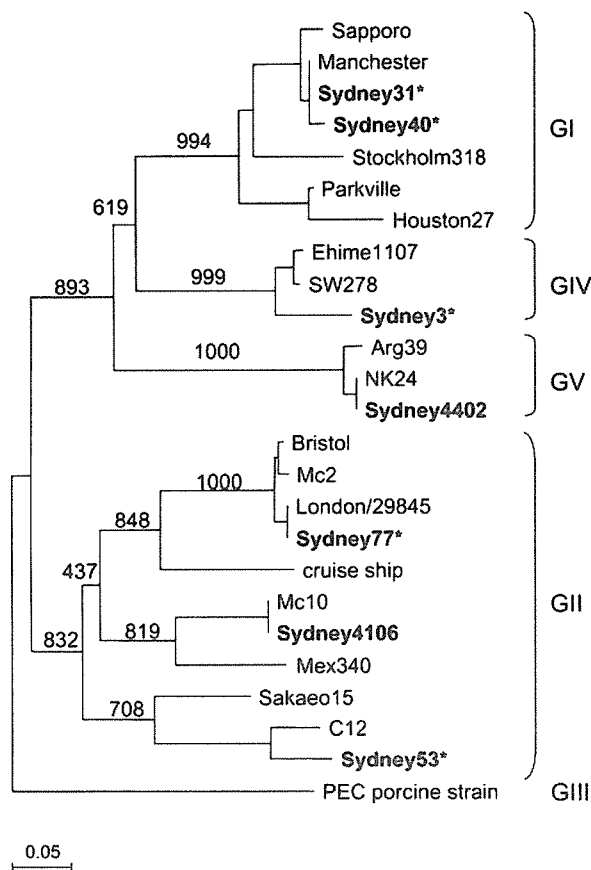 Sapporo
Manchester
Sydney31*
Sydney40*
994
GI
Stockholm318
Parkville
619
Houston27
Ehime1107
999
SW278
GIV
893
Sydney3*
Arg39
1000
NK24
GV
Sydney4402
Bristol
Mc2
1000
London/29845
848
Sydney77*
437
cruise ship
Mc10
GII
832
819
Sydney4106
Mex340
Sakaeo15
708
C12
Sydney53*
PEC porcine strain
GIII
0.05